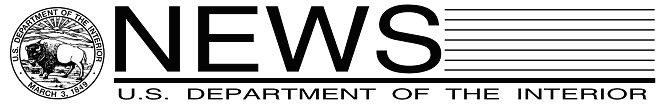 U.S. DEPARTMENT OF THE INTERIOR
MARCH 3, 1849
NEWS
U.S. DEPARTMENT OF THE INTERIOR